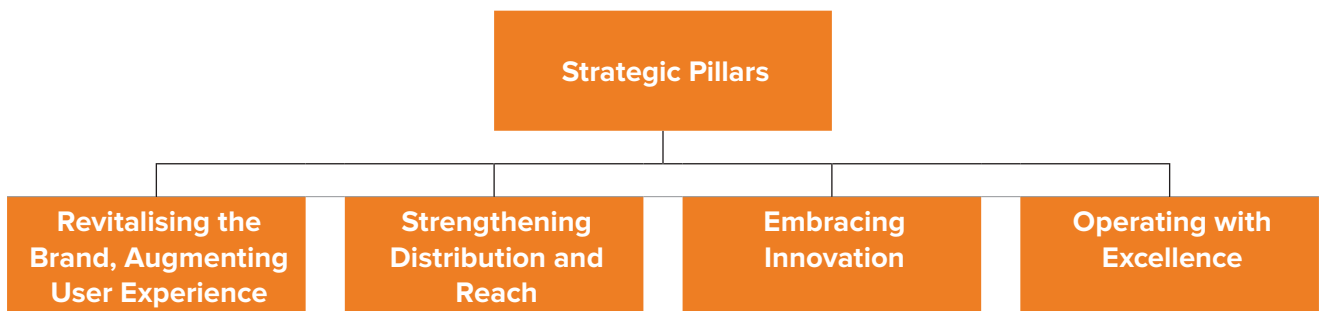 Strategic Pillars
Revitalising the
Brand, Augmenting
User Experience
Strengthening
Distribution and
Reach
Embracing
Innovation
Operating with
Excellence